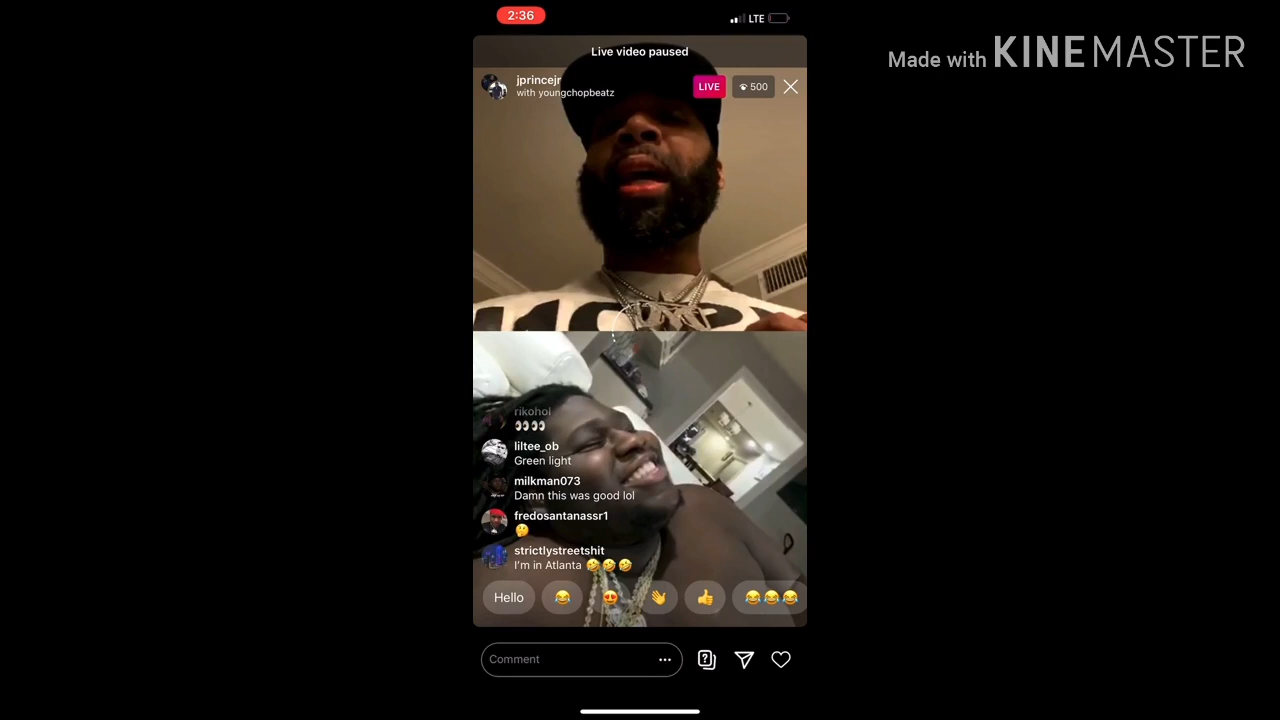 2:36
LTE
Made with KINEMASTER
Live video paused
jprincejr
with youngchopbeatz
LIVE
500
rikohol
👀👀
liltee_ob
Green light
milkman073
Damn this was good lol
fredosantanassr1
🤔
strictlystreetshit
I'm in Atlanta 🤣🤣🤣
Hello 😂 😍 👋 👍 😂😂😂
Comment